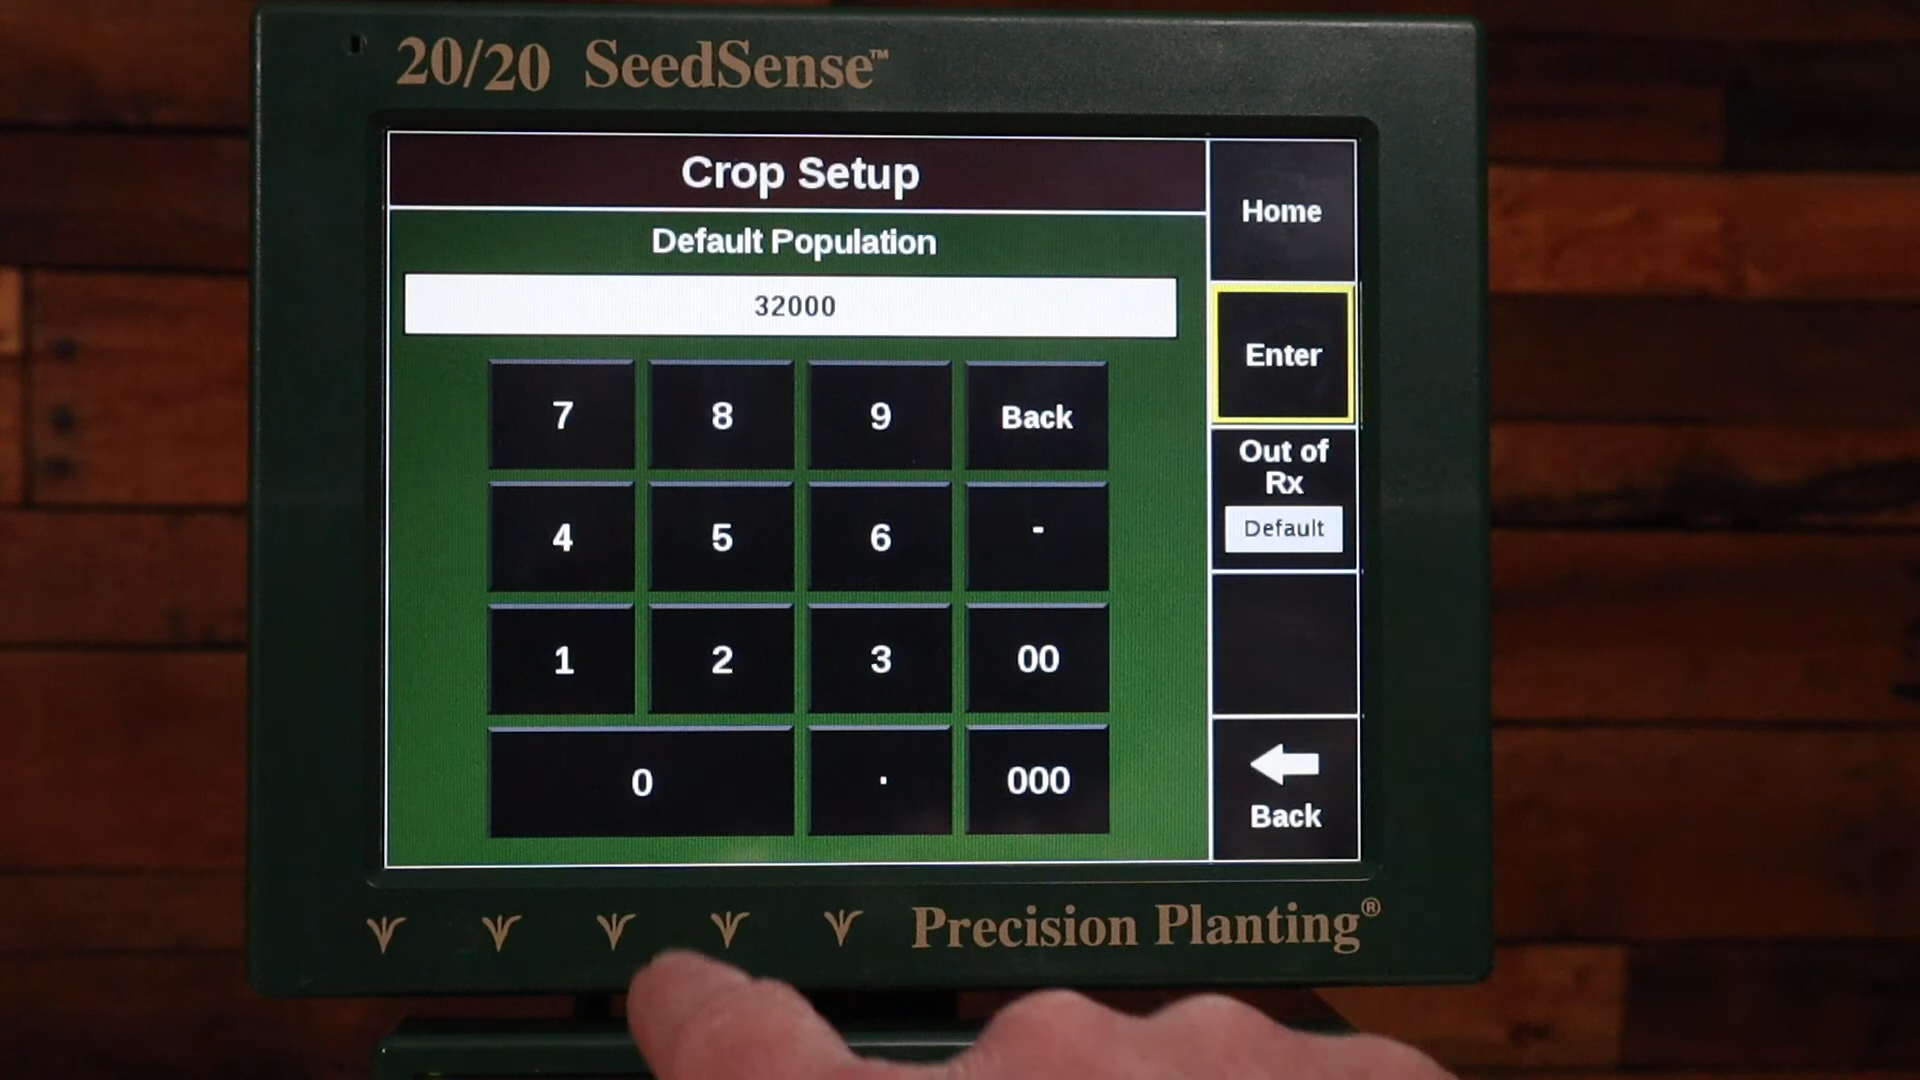 20/20 SeedSense™
Crop Setup
Default Population
32000
7 8 9 Back
4 5 6 -
1 2 3 00
0 . 000
Home
Enter
Out of
Rx
Default
Back
Precision Planting®